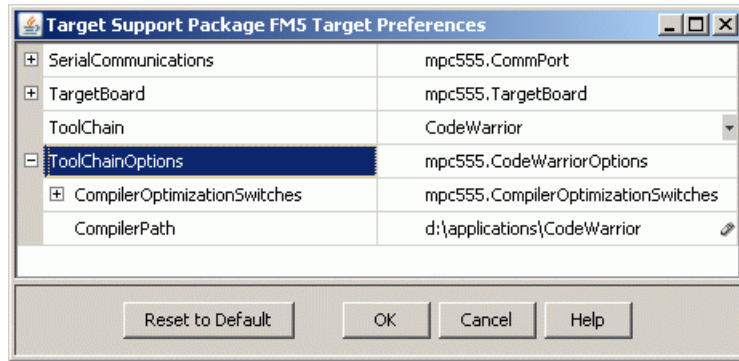 Target Support Package FM5 Target Preferences
SerialCommunications mpc555.CommPort
TargetBoard mpc555.TargetBoard
ToolChain CodeWarrior
ToolChainOptions mpc555.CodeWarriorOptions
CompilerOptimizationSwitches mpc555.CompilerOptimizationSwitches
CompilerPath d:\applications\CodeWarrior
Reset to Default OK Cancel Help